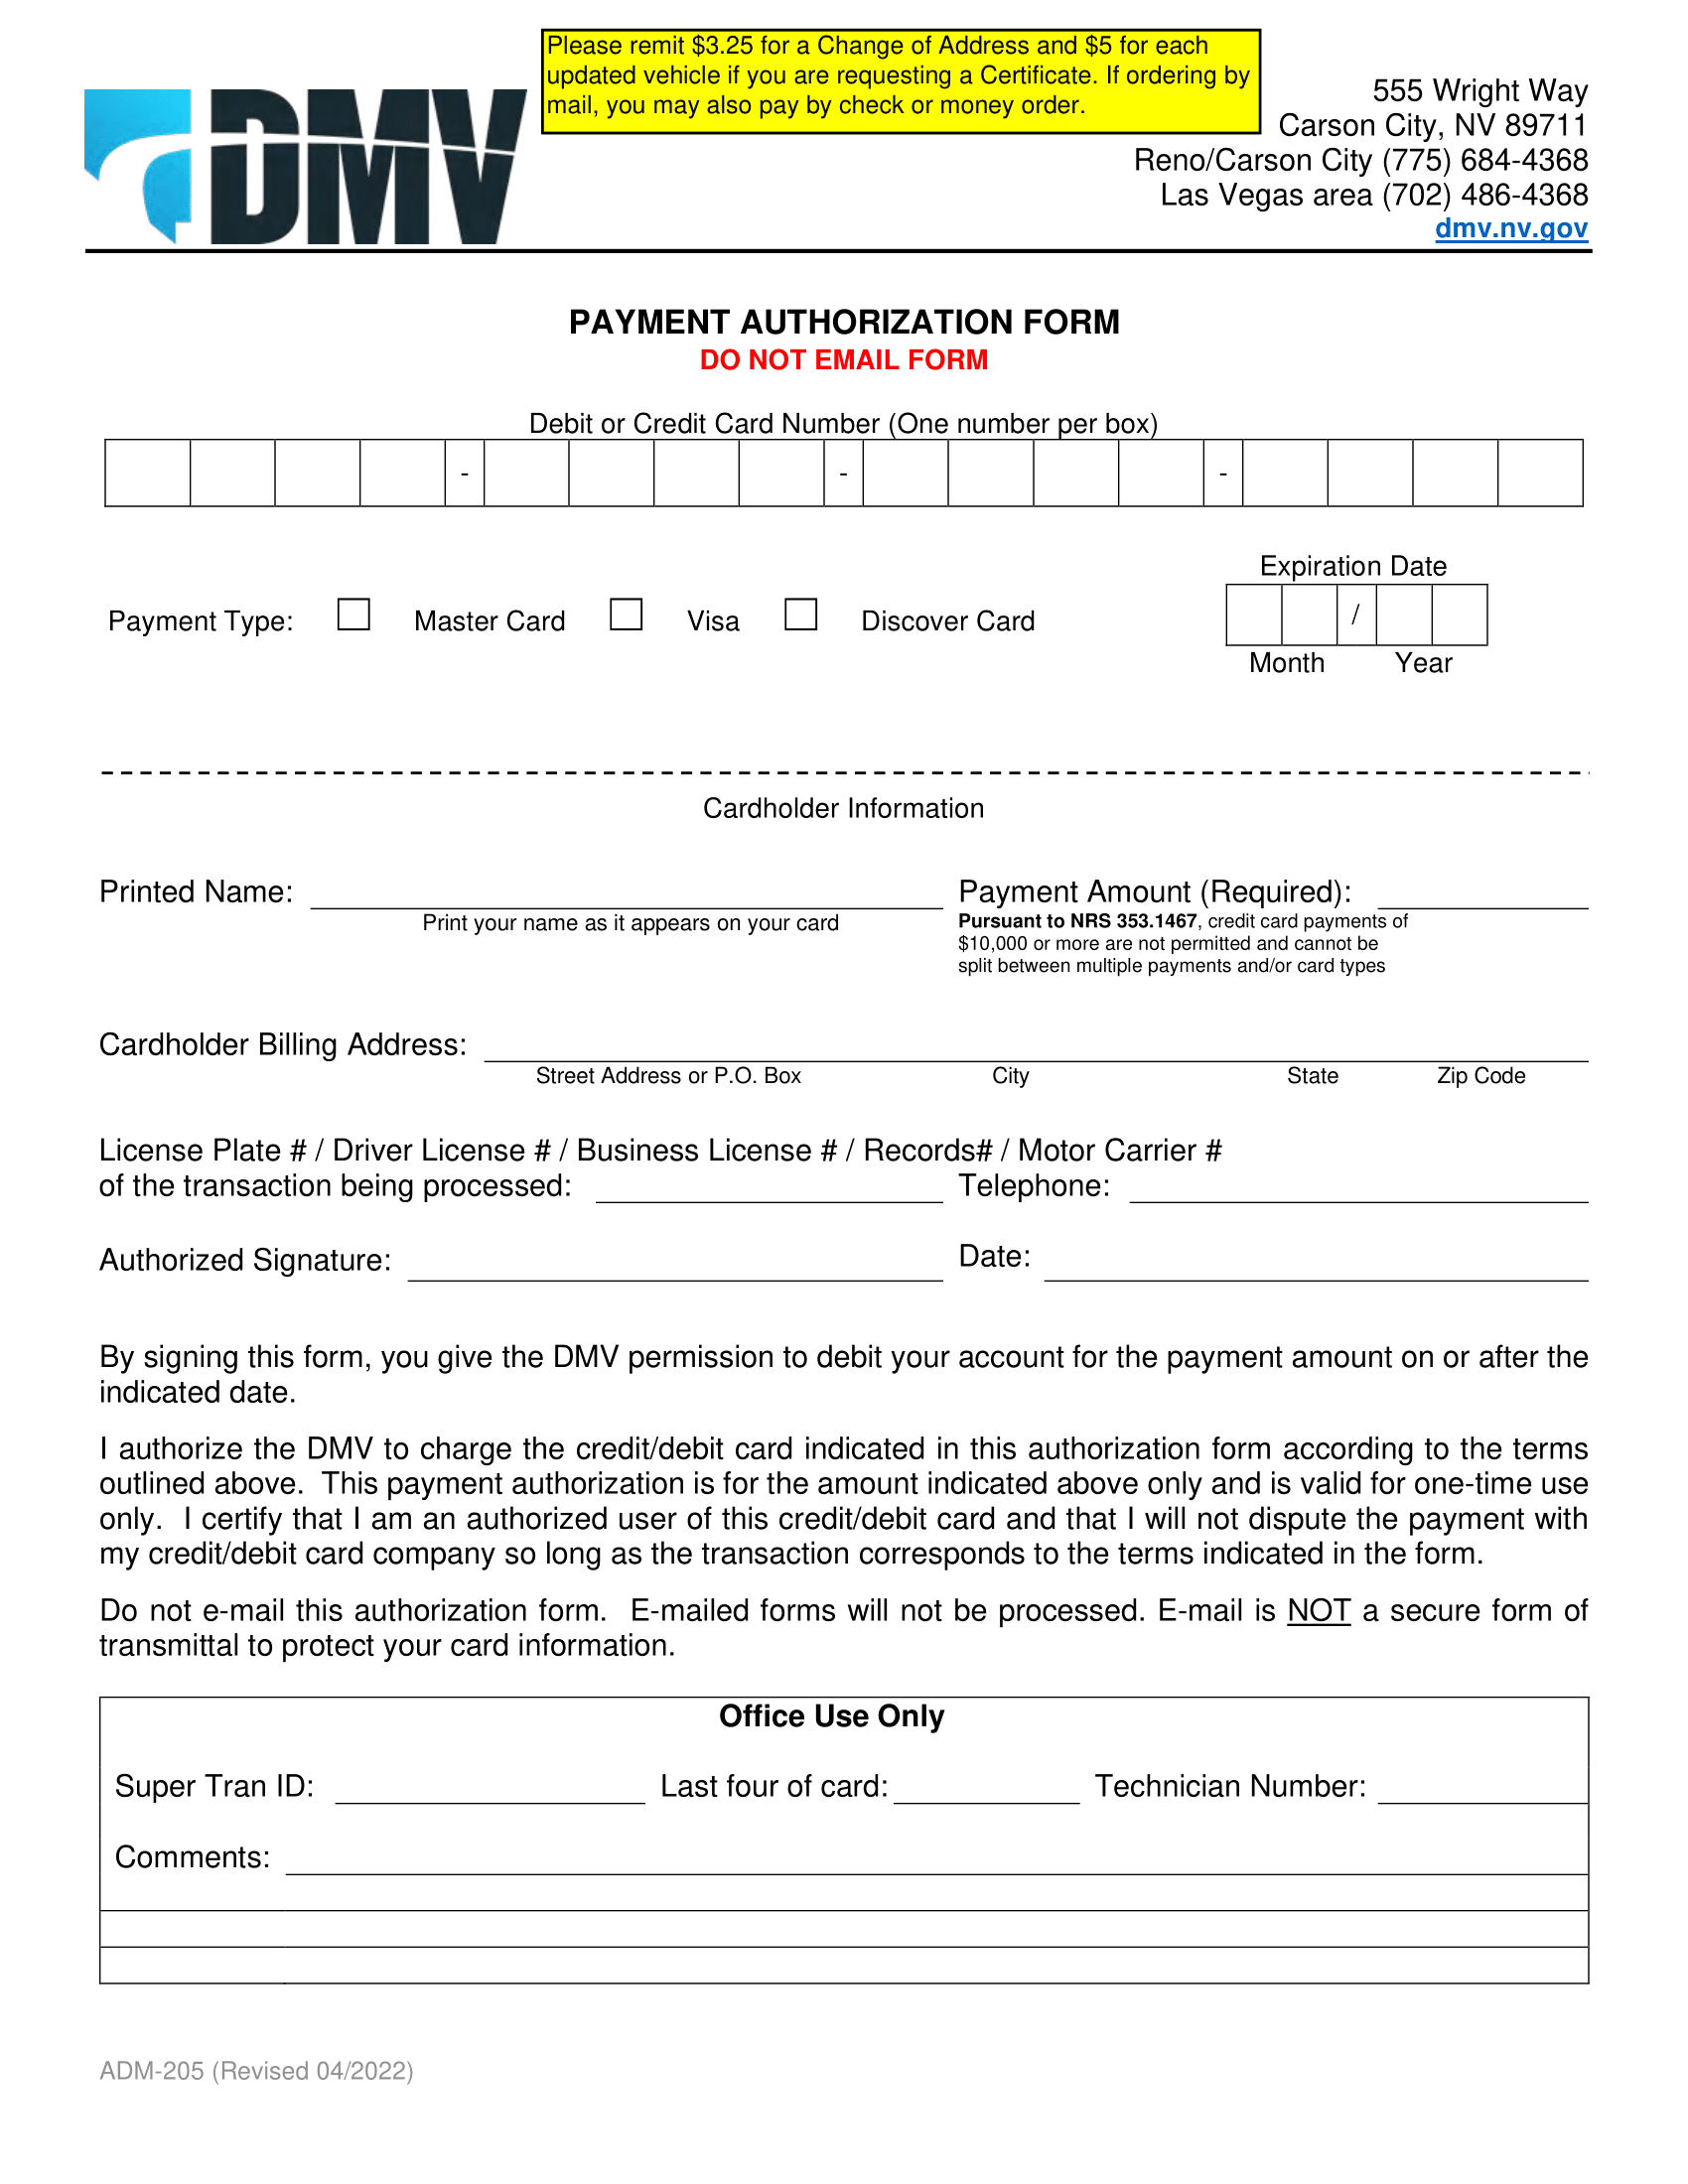 Please remit $3.25 for a Change of Address and $5 for each
updated vehicle if you are requesting a Certificate. If ordering by
mail, you may also pay by check or money order.
DMV
555 Wright Way
Carson City, NV 89711
Reno/Carson City (775) 684-4368
Las Vegas area (702) 486-4368
dmv.nv.gov
PAYMENT AUTHORIZATION FORM
DO NOT EMAIL FORM
Debit or Credit Card Number (One number per box)
- - -
Expiration Date
Payment Type: Master Card Visa Discover Card /
Month Year
Cardholder Information
Printed Name: Payment Amount (Required):
Print your name as it appears on your card Pursuant to NRS 353.1467, credit card payments of
$10,000 or more are not permitted and cannot be
split between multiple payments and/or card types
Cardholder Billing Address:
Street Address or P.O. Box City State Zip Code
License Plate # / Driver License # / Business License # / Records# / Motor Carrier #
of the transaction being processed: Telephone:
Authorized Signature: Date:
By signing this form, you give the DMV permission to debit your account for the payment amount on or after the
indicated date.
I authorize the DMV to charge the credit/debit card indicated in this authorization form according to the terms
outlined above. This payment authorization is for the amount indicated above only and is valid for one-time use
only. I certify that I am an authorized user of this credit/debit card and that I will not dispute the payment with
my credit/debit card company so long as the transaction corresponds to the terms indicated in the form.
Do not e-mail this authorization form. E-mailed forms will not be processed. E-mail is NOT a secure form of
transmittal to protect your card information.
Office Use Only
Super Tran ID: Last four of card: Technician Number:
Comments:
ADM-205 (Revised 04/2022)